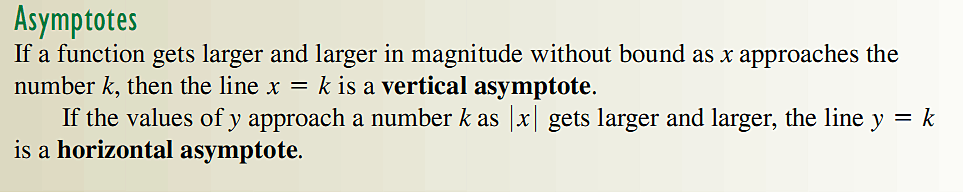 Asymptotes
If a function gets larger and larger in magnitude without bound as x approaches the
number k, then the line x = k is a vertical asymptote.
If the values of y approach a number k as |x| gets larger and larger, the line y = k
is a horizontal asymptote.